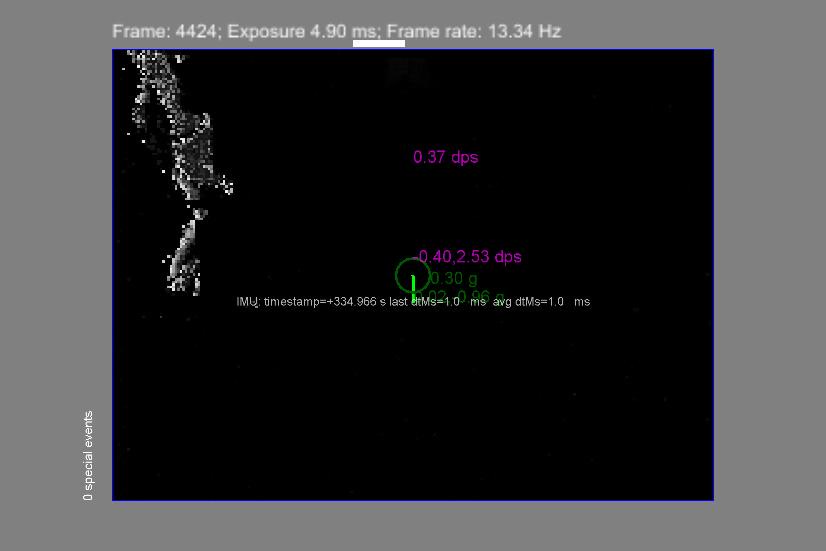 Frame: 4424; Exposure 4.90 ms; Frame rate: 13.34 Hz
0.37 dps
-0.40,2.53 dps
0.30 g
0.96 g
IMU: timestamp=+334.966 s last dtMs=1.0 ms avg dtMs=1.0 ms
0 special events